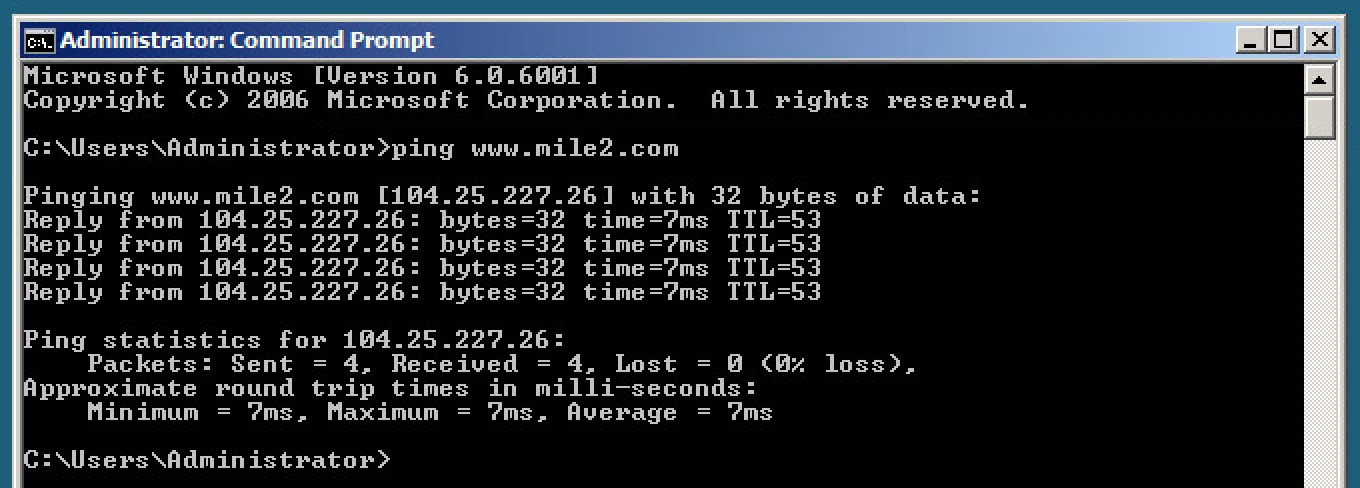 Administrator: Command Prompt
Microsoft Windows [Version 6.0.6001]
Copyright (c) 2006 Microsoft Corporation.  All rights reserved.
C:\Users\Administrator>ping www.mile2.com
Pinging www.mile2.com [104.25.227.26] with 32 bytes of data:
Reply from 104.25.227.26: bytes=32 time=7ms TTL=53
Reply from 104.25.227.26: bytes=32 time=7ms TTL=53
Reply from 104.25.227.26: bytes=32 time=7ms TTL=53
Reply from 104.25.227.26: bytes=32 time=7ms TTL=53
Ping statistics for 104.25.227.26:
    Packets: Sent = 4, Received = 4, Lost = 0 (0% loss),
Approximate round trip times in milli-seconds:
    Minimum = 7ms, Maximum = 7ms, Average = 7ms
C:\Users\Administrator>